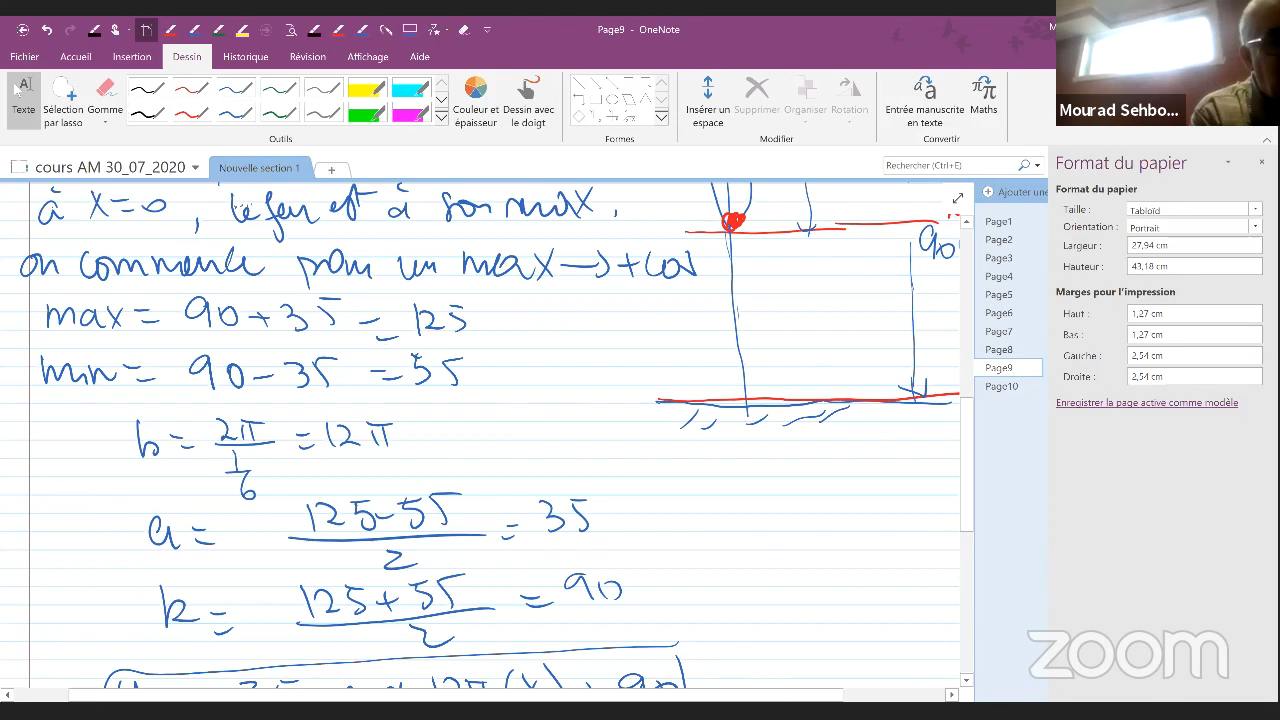 Page9 - OneNote
M
Fichier
Accueil
Insertion
Dessin
Historique
Révision
Affichage
Aide
Texte
Sélection par lasso
Gomme
Couleur et épaisseur
Dessin avec le doigt
Insérer un espace
Supprimer
Organiser
Rotation
Entrée manuscrite en texte
Maths
Outils
Formes
Modifier
Convertir
Mourad Sehbo...
cours AM 30_07_2020
Nouvelle section 1
Rechercher (Ctrl+E)
Format du papier
Ajouter une
Page1
Page2
Page3
Page4
Page5
Page6
Page7
Page8
Page9
Page10
Format du papier
Taille : Tabloïd
Orientation : Portrait
Largeur : 27,94 cm
Hauteur : 43,18 cm
Marges pour l'impression
Haut : 1,27 cm
Bas : 1,27 cm
Gauche : 2,54 cm
Droite : 2,54 cm
Enregistrer la page active comme modèle
à x=0, le feu est à son max.
on commence par un max → +cos
max = 90 + 35 = 125
min = 90 - 35 = 55
b = 2π / 1/6 = 12π
a = 125-55 / 2 = 35
k = 125+55 / 2 = 90
90
zoom